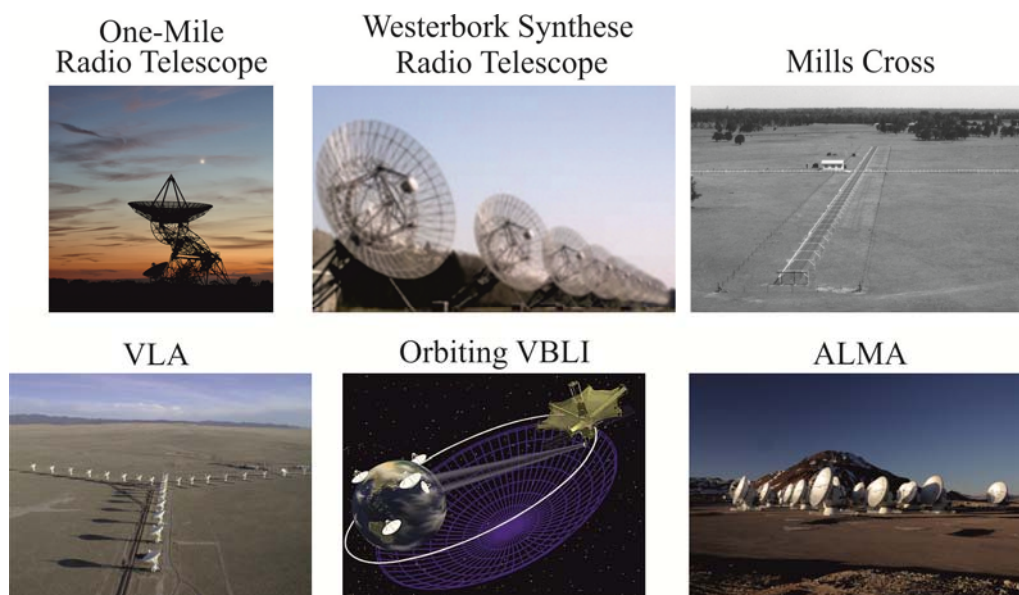 One-Mile
Radio Telescope
Westerbork Synthese
Radio Telescope
Mills Cross
VLA
Orbiting VBLI
ALMA